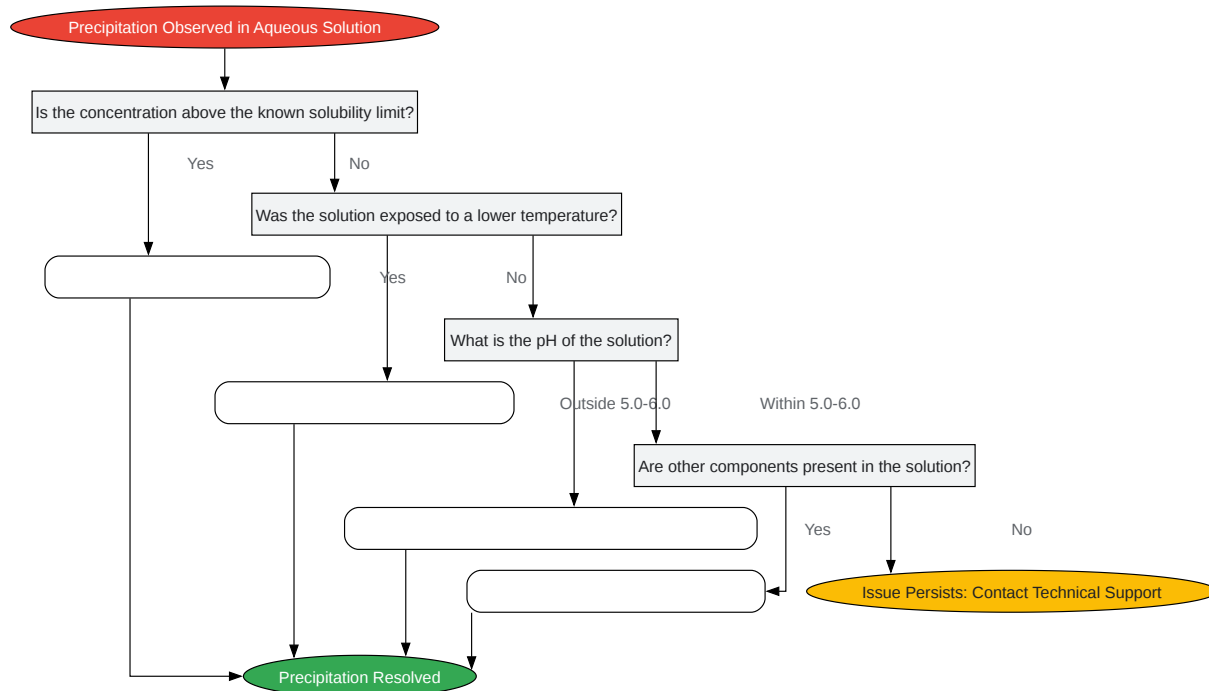 Precipitation Observed in Aqueous Solution
Is the concentration above the known solubility limit?
Yes
No
Was the solution exposed to a lower temperature?
Yes
No
What is the pH of the solution?
Outside 5.0-6.0
Within 5.0-6.0
Are other components present in the solution?
Yes
No
Issue Persists: Contact Technical Support
Precipitation Resolved